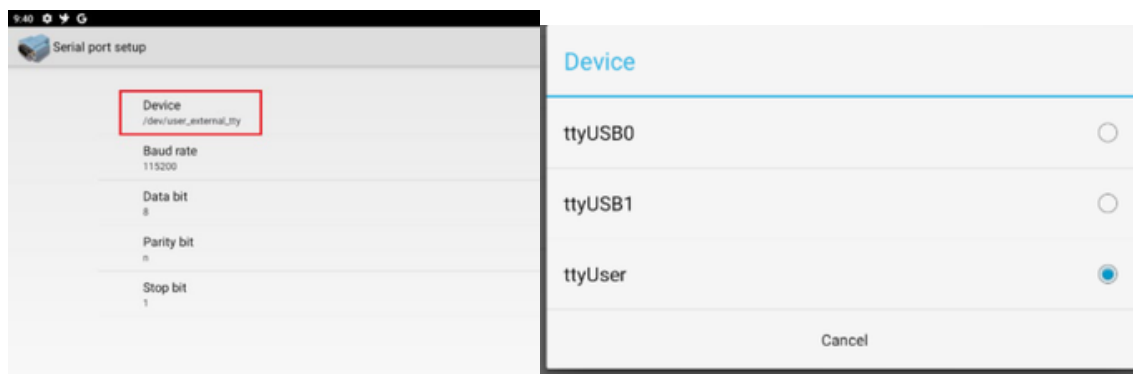 9:40 G
Serial port setup
Device
/dev/user_external_tty
Baud rate
115200
Data bit
8
Parity bit
n
Stop bit
1
Device
ttyUSB0
ttyUSB1
ttyUser
Cancel